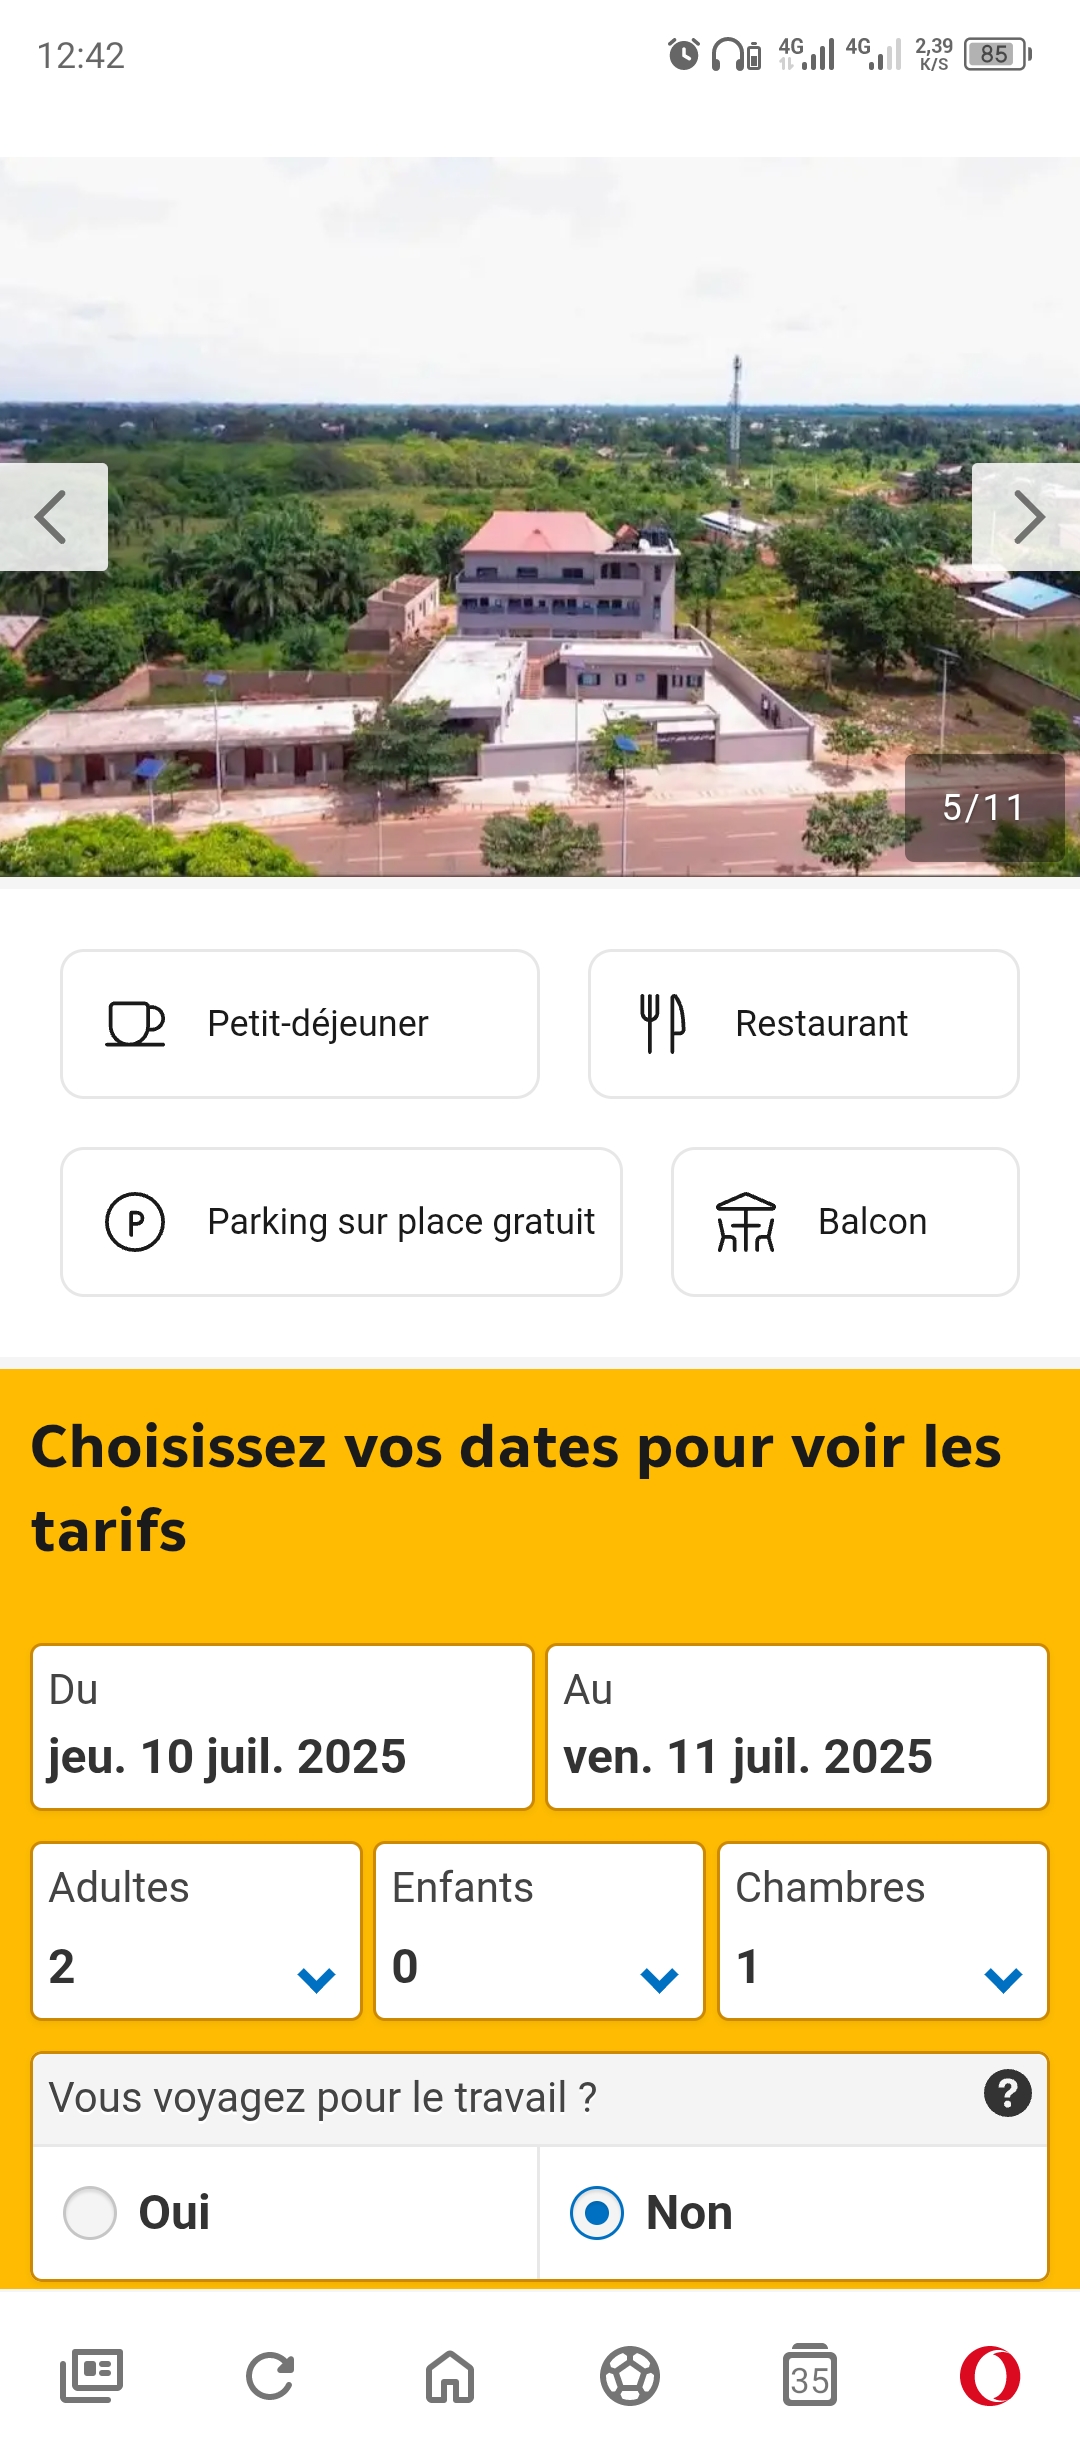 12:42
4G 4G 2,39 K/S 85
5/11
Petit-déjeuner
Restaurant
Parking sur place gratuit
Balcon
Choisissez vos dates pour voir les
tarifs
Du
jeu. 10 juil. 2025
Au
ven. 11 juil. 2025
Adultes
2
Enfants
0
Chambres
1
Vous voyagez pour le travail ?
?
Oui
Non
35